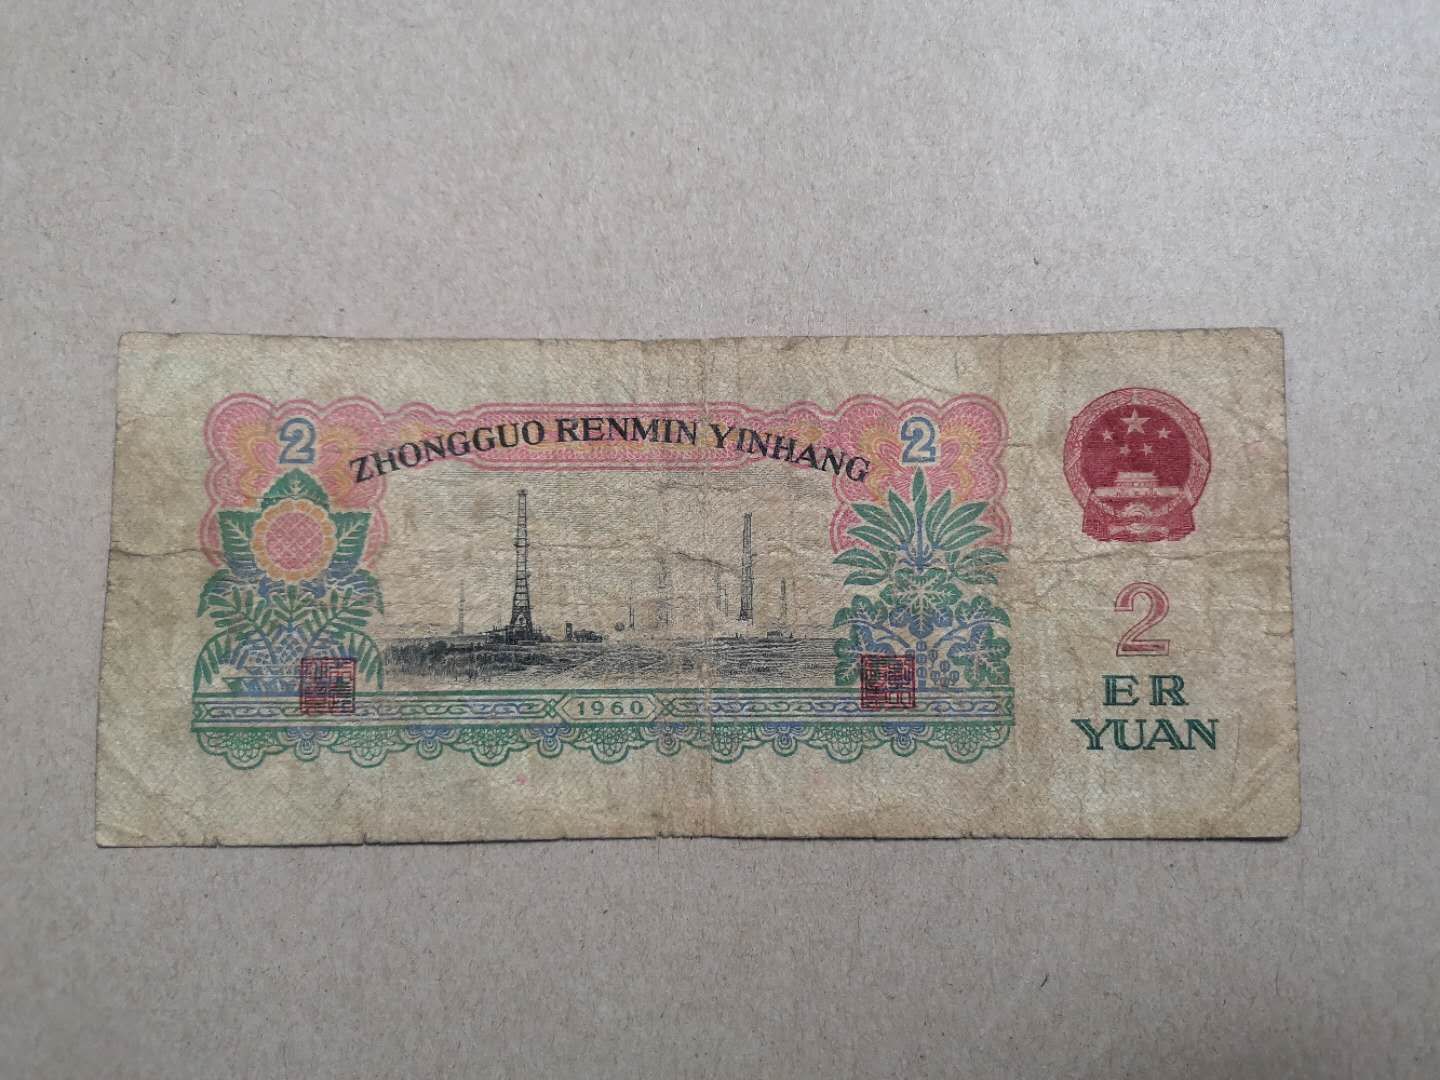 ZHONGGUO RENMIN YINHANG
2
2
1960
2
ER
YUAN